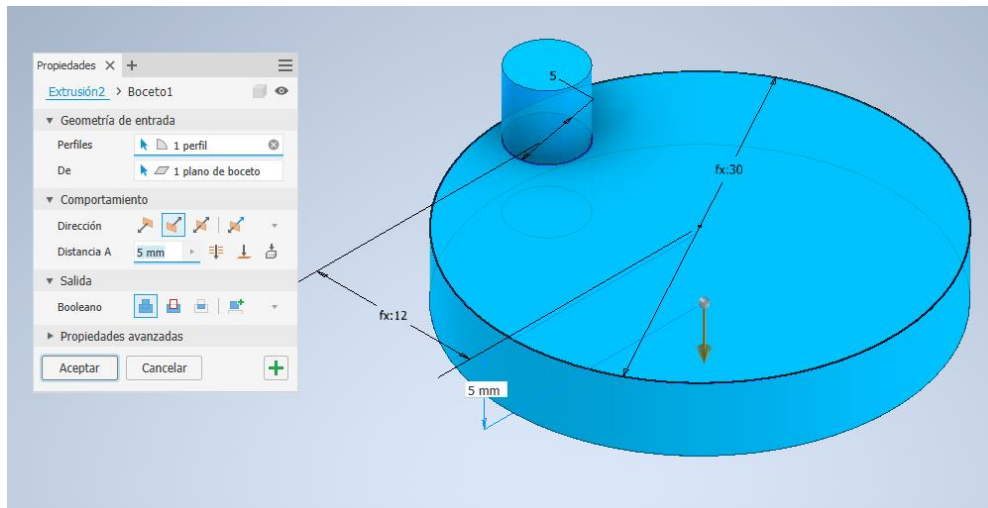 Propiedades X +
Extrusión2 > Boceto1
Geometría de entrada
Perfiles 1 perfil
De 1 plano de boceto
Comportamiento
Dirección
Distancia A 5 mm
Salida
Booleano
Propiedades avanzadas
Aceptar Cancelar +
5
fx:30
fx:12
5 mm